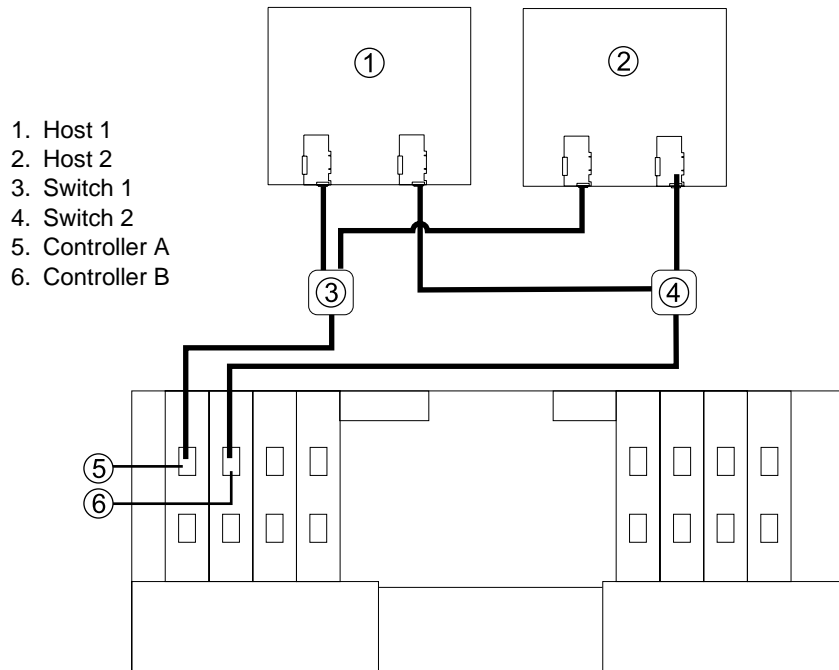 1. Host 1
2. Host 2
3. Switch 1
4. Switch 2
5. Controller A
6. Controller B
1
2
3
4
5
6